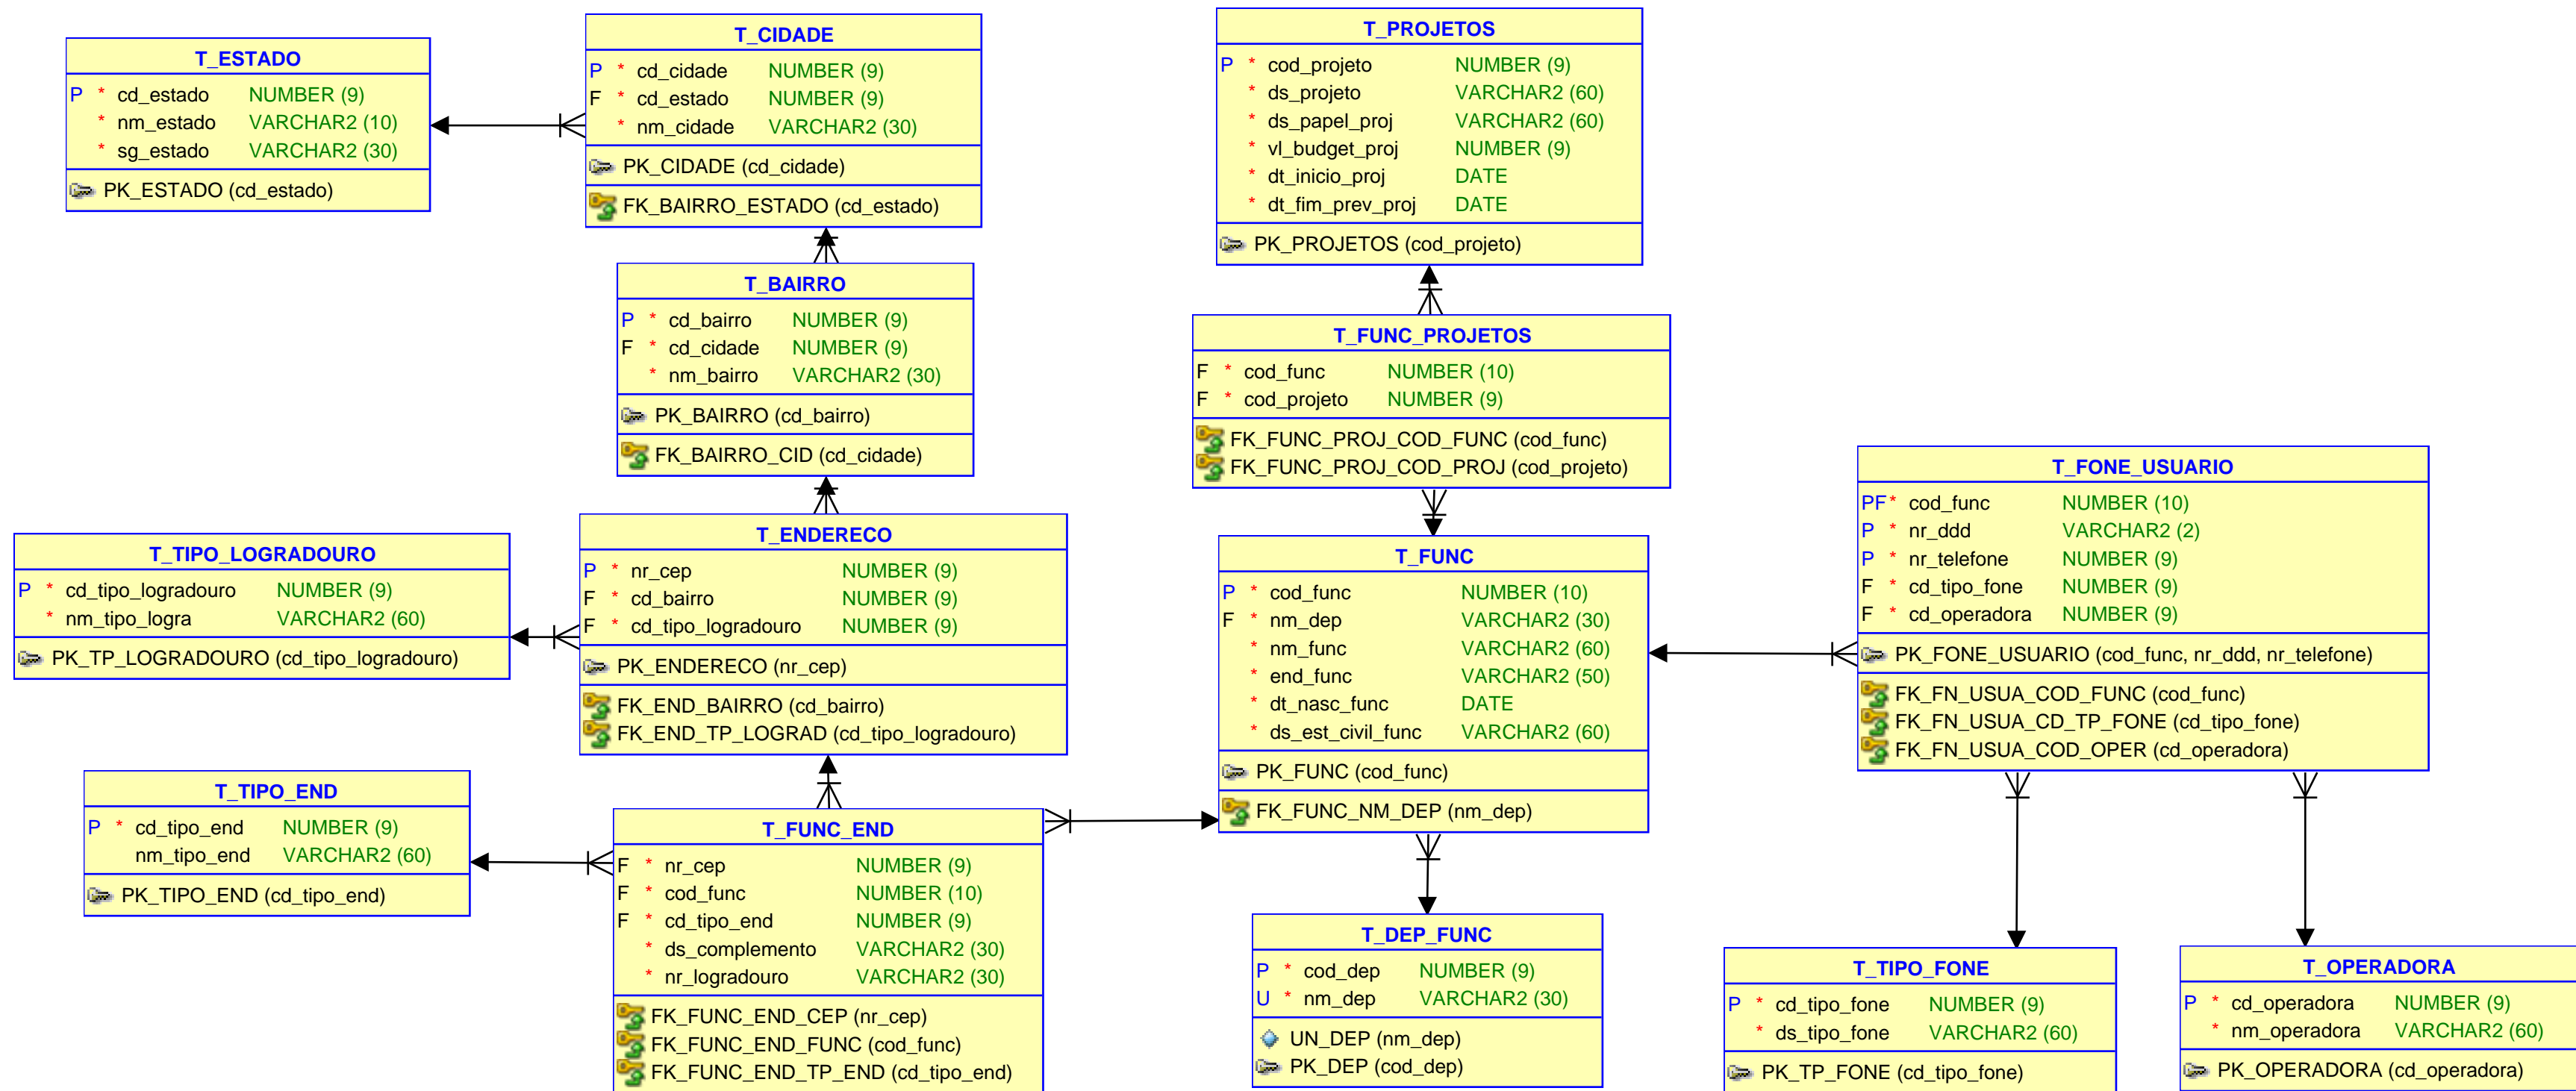 T_ESTADO
P * cd_estado NUMBER (9)
* nm_estado VARCHAR2 (10)
* sg_estado VARCHAR2 (30)
PK_ESTADO (cd_estado)
T_CIDADE
P * cd_cidade NUMBER (9)
F * cd_estado NUMBER (9)
* nm_cidade VARCHAR2 (30)
PK_CIDADE (cd_cidade)
FK_BAIRRO_ESTADO (cd_estado)
T_PROJETOS
P * cod_projeto NUMBER (9)
* ds_projeto VARCHAR2 (60)
* ds_papel_proj VARCHAR2 (60)
* vl_budget_proj NUMBER (9)
* dt_inicio_proj DATE
* dt_fim_prev_proj DATE
PK_PROJETOS (cod_projeto)
T_BAIRRO
P * cd_bairro NUMBER (9)
F * cd_cidade NUMBER (9)
* nm_bairro VARCHAR2 (30)
PK_BAIRRO (cd_bairro)
FK_BAIRRO_CID (cd_cidade)
T_FUNC_PROJETOS
F * cod_func NUMBER (10)
F * cod_projeto NUMBER (9)
FK_FUNC_PROJ_COD_FUNC (cod_func)
FK_FUNC_PROJ_COD_PROJ (cod_projeto)
T_FONE_USUARIO
PF * cod_func NUMBER (10)
P * nr_ddd VARCHAR2 (2)
P * nr_telefone NUMBER (9)
F * cd_tipo_fone NUMBER (9)
F * cd_operadora NUMBER (9)
PK_FONE_USUARIO (cod_func, nr_ddd, nr_telefone)
FK_FN_USUA_COD_FUNC (cod_func)
FK_FN_USUA_CD_TP_FONE (cd_tipo_fone)
FK_FN_USUA_COD_OPER (cd_operadora)
T_TIPO_LOGRADOURO
P * cd_tipo_logradouro NUMBER (9)
* nm_tipo_logra VARCHAR2 (60)
PK_TP_LOGRADOURO (cd_tipo_logradouro)
T_ENDERECO
P * nr_cep NUMBER (9)
F * cd_bairro NUMBER (9)
F * cd_tipo_logradouro NUMBER (9)
PK_ENDERECO (nr_cep)
FK_END_BAIRRO (cd_bairro)
FK_END_TP_LOGRAD (cd_tipo_logradouro)
T_FUNC
P * cod_func NUMBER (10)
F * nm_dep VARCHAR2 (30)
* nm_func VARCHAR2 (60)
* end_func VARCHAR2 (50)
* dt_nasc_func DATE
* ds_est_civil_func VARCHAR2 (60)
PK_FUNC (cod_func)
FK_FUNC_NM_DEP (nm_dep)
T_TIPO_END
P * cd_tipo_end NUMBER (9)
nm_tipo_end VARCHAR2 (60)
PK_TIPO_END (cd_tipo_end)
T_FUNC_END
F * nr_cep NUMBER (9)
F * cod_func NUMBER (10)
F * cd_tipo_end NUMBER (9)
* ds_complemento VARCHAR2 (30)
* nr_logradouro VARCHAR2 (30)
FK_FUNC_END_CEP (nr_cep)
FK_FUNC_END_FUNC (cod_func)
FK_FUNC_END_TP_END (cd_tipo_end)
T_DEP_FUNC
P * cod_dep NUMBER (9)
U * nm_dep VARCHAR2 (30)
UN_DEP (nm_dep)
PK_DEP (cod_dep)
T_TIPO_FONE
P * cd_tipo_fone NUMBER (9)
* ds_tipo_fone VARCHAR2 (60)
PK_TP_FONE (cd_tipo_fone)
T_OPERADORA
P * cd_operadora NUMBER (9)
* nm_operadora VARCHAR2 (60)
PK_OPERADORA (cd_operadora)